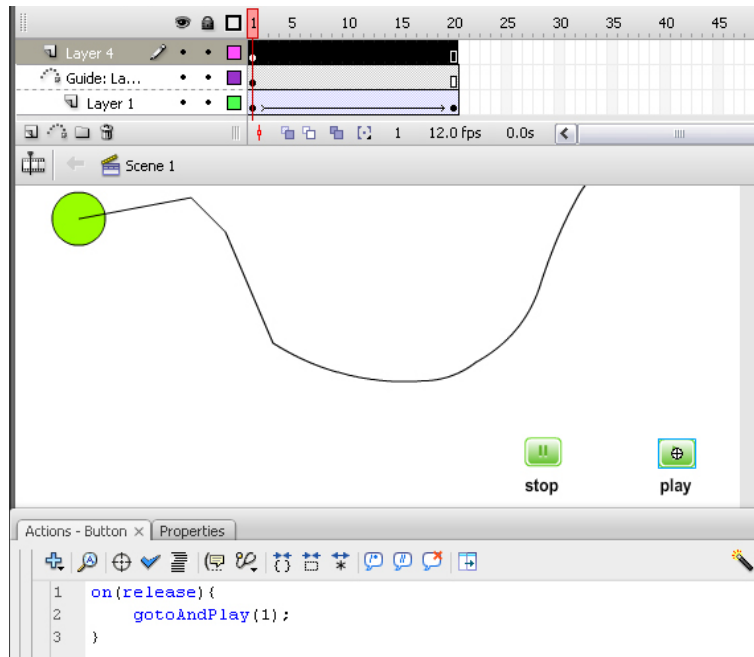 1 5 10 15 20 25 30 35 40 45
Layer 4
Guide: La...
Layer 1
1 12.0 fps 0.0s
Scene 1
stop play
Actions - Button × Properties
1 on(release){
2 gotoAndPlay(1);
3 }